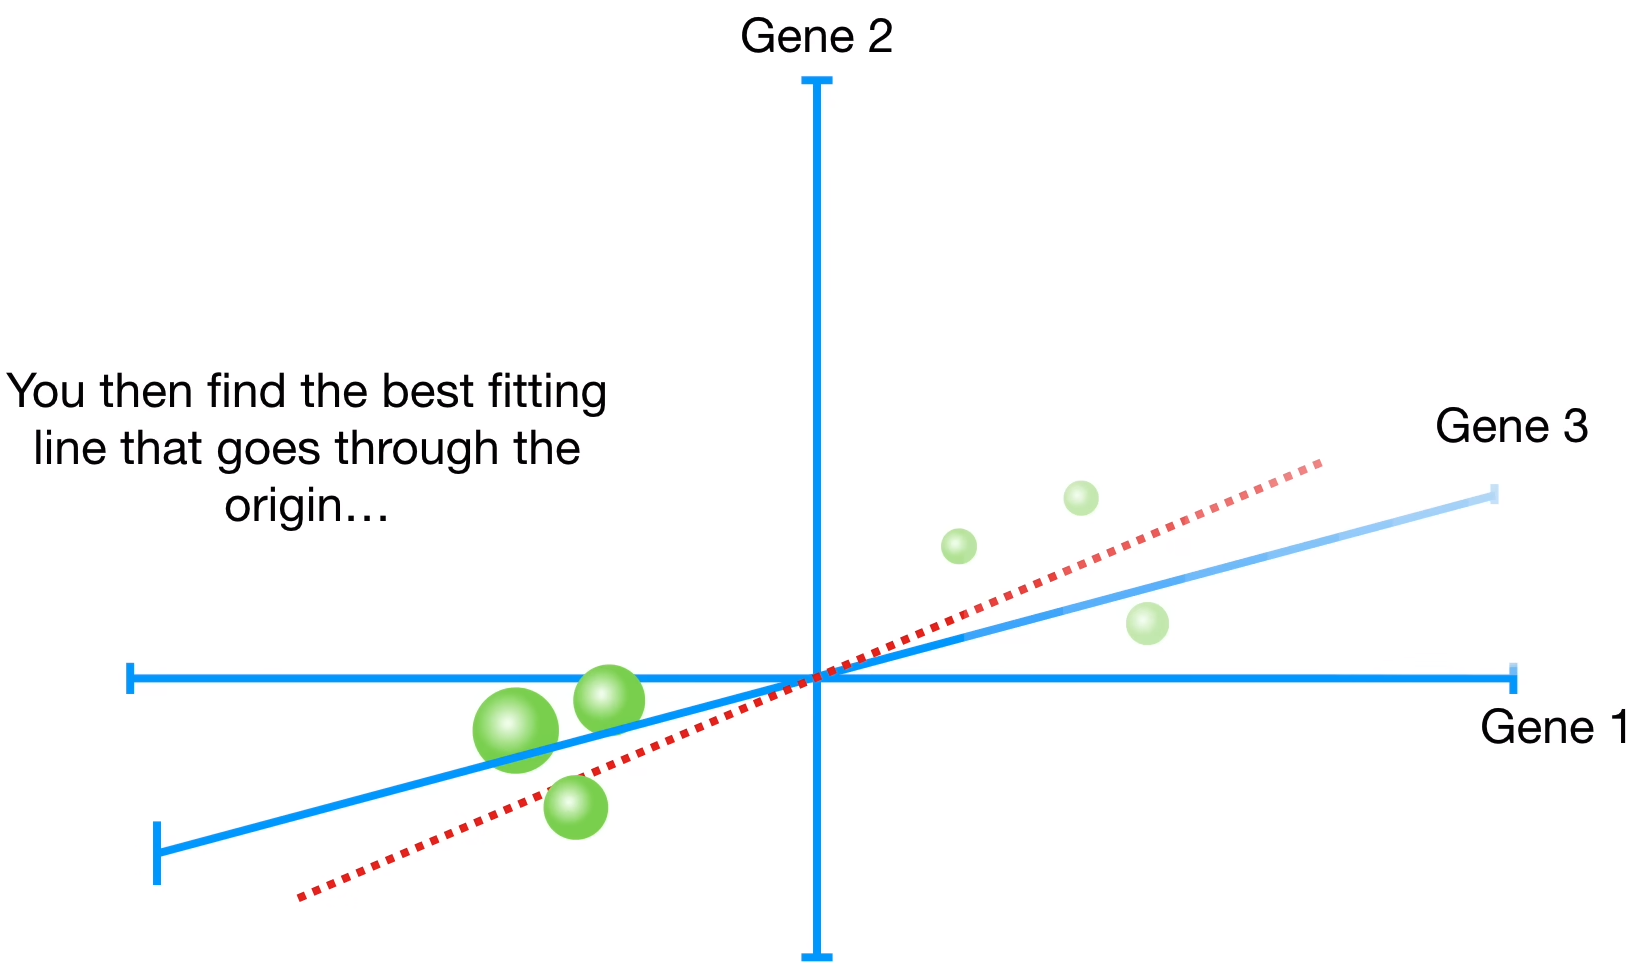 Gene 2
You then find the best fitting
line that goes through the
origin…
Gene 3
Gene 1